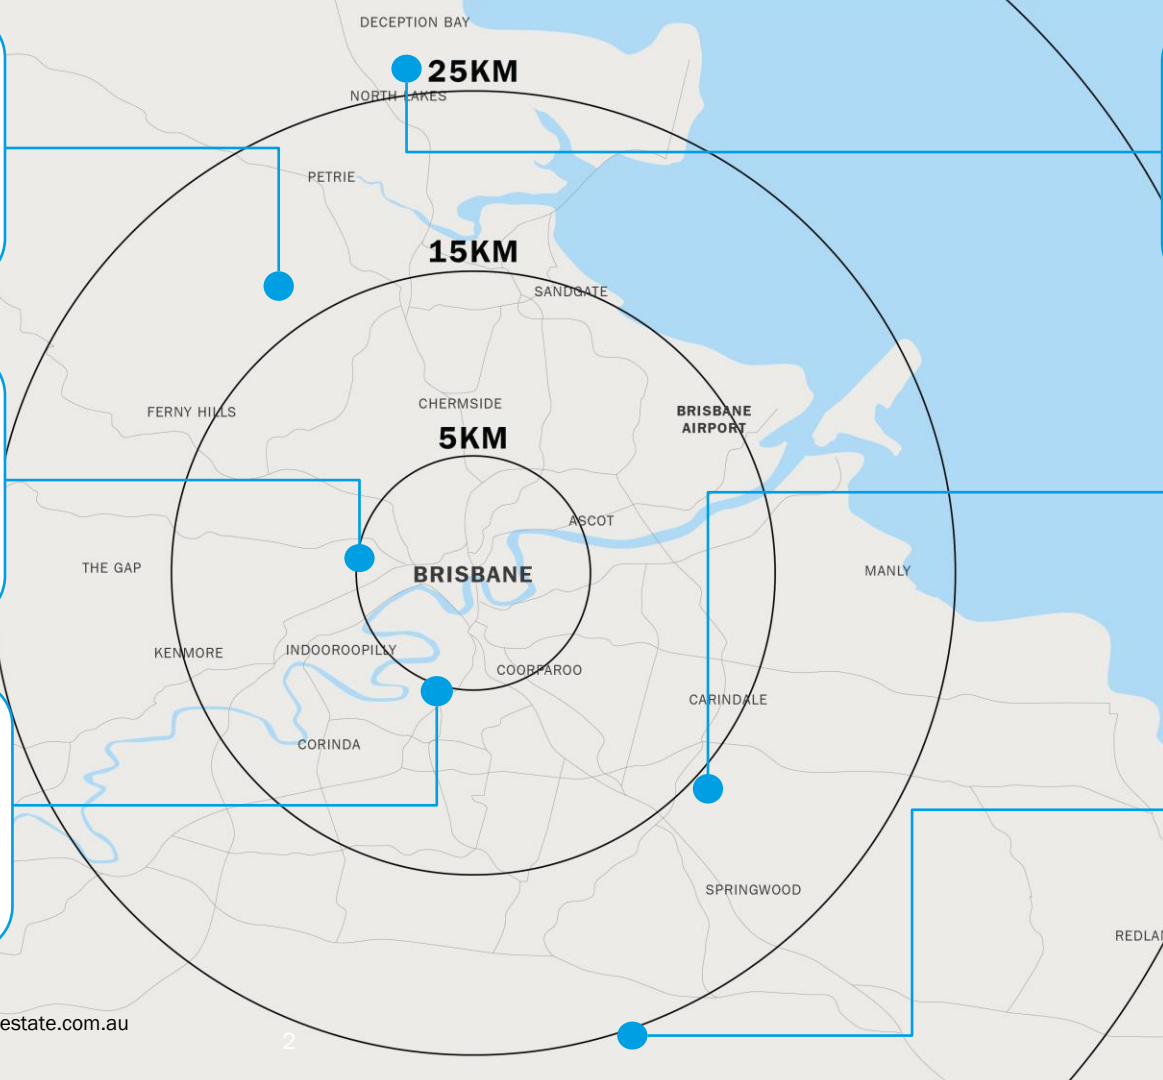 DECEPTION BAY
25KM
NORTH LAKES
PETRIE
15KM
SANDGATE
FERNY HILLS
CHERMSIDE
BRISBANE
AIRPORT
5KM
ASCOT
THE GAP
BRISBANE
MANLY
KENMORE
INDOOROOPILLY
COORPAROO
CARINDALE
CORINDA
SPRINGWOOD
REDLA
estate.com.au
2